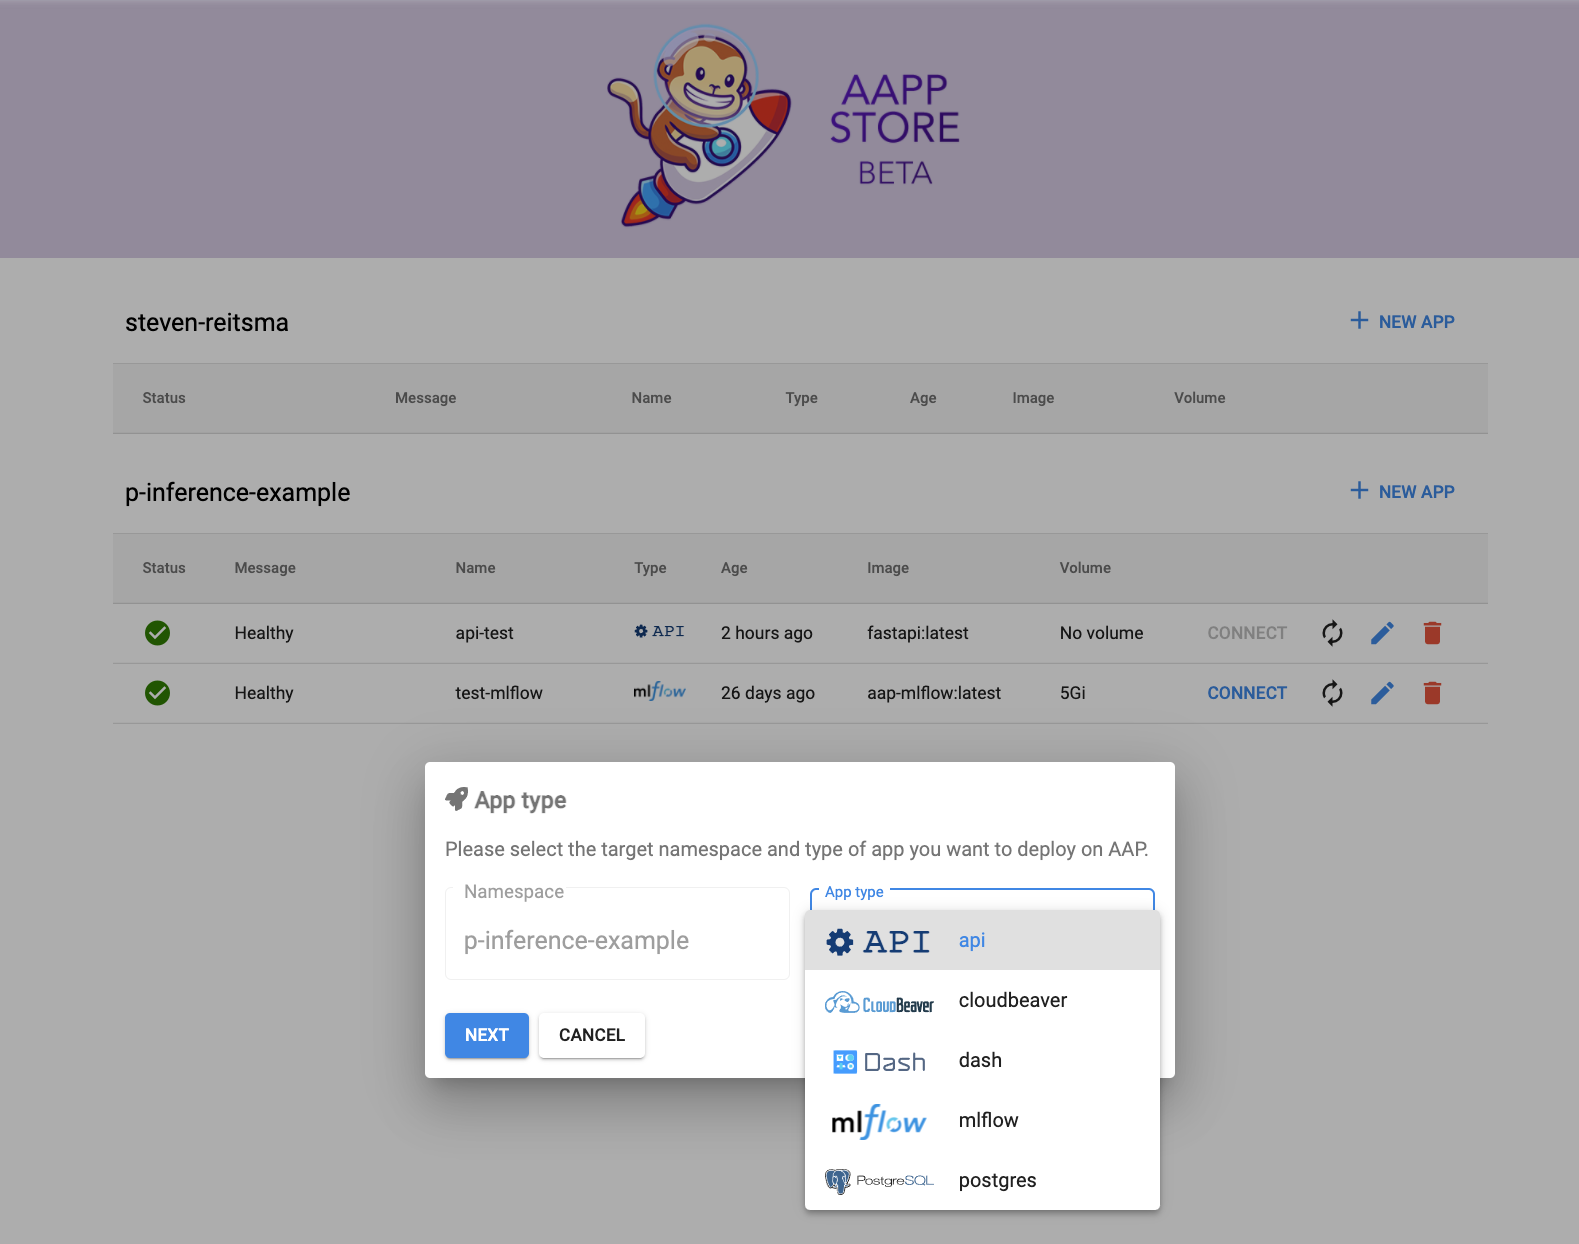 AAPP
STORE
BETA
steven-reitsma
NEW APP
Status Message Name Type Age Image Volume
p-inference-example
NEW APP
Status Message Name Type Age Image Volume
Healthy api-test API 2 hours ago fastapi:latest No volume CONNECT
Healthy test-mlflow mlflow 26 days ago aap-mlflow:latest 5Gi CONNECT
App type
Please select the target namespace and type of app you want to deploy on AAP.
Namespace
p-inference-example
App type
API api
CloudBeaver cloudbeaver
Dash dash
mlflow mlflow
PostgreSQL postgres
NEXT CANCEL